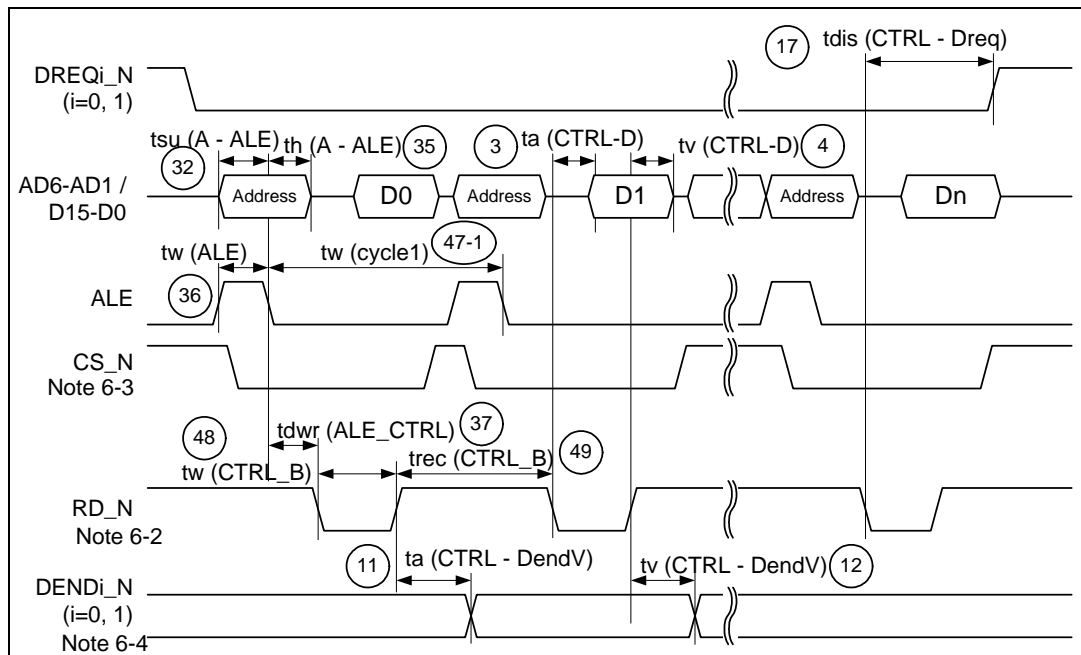 17
tdis (CTRL - Dreq)
DREQi_N
(i=0, 1)
tsu (A - ALE)
th (A - ALE)
35
3
ta (CTRL-D)
tv (CTRL-D)
4
32
AD6-AD1 /
D15-D0
Address
D0
Address
D1
Address
Dn
tw (ALE)
tw (cycle1)
47-1
36
ALE
CS_N
Note 6-3
48
tdwr (ALE_CTRL)
37
tw (CTRL_B)
trec (CTRL_B)
49
RD_N
Note 6-2
11
ta (CTRL - DendV)
tv (CTRL - DendV)
12
DENDi_N
(i=0, 1)
Note 6-4